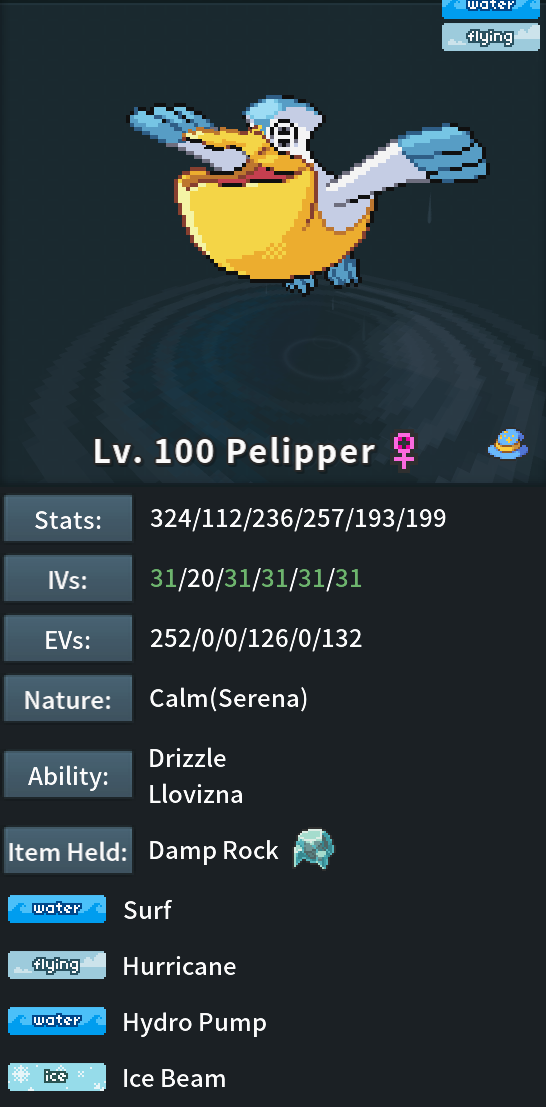 water
flying
Lv. 100 Pelipper ♀
Stats: 324/112/236/257/193/199
IVs: 31/20/31/31/31/31
EVs: 252/0/0/126/0/132
Nature: Calm(Serena)
Ability: Drizzle
Llovizna
Item Held: Damp Rock
water Surf
flying Hurricane
water Hydro Pump
ice Ice Beam